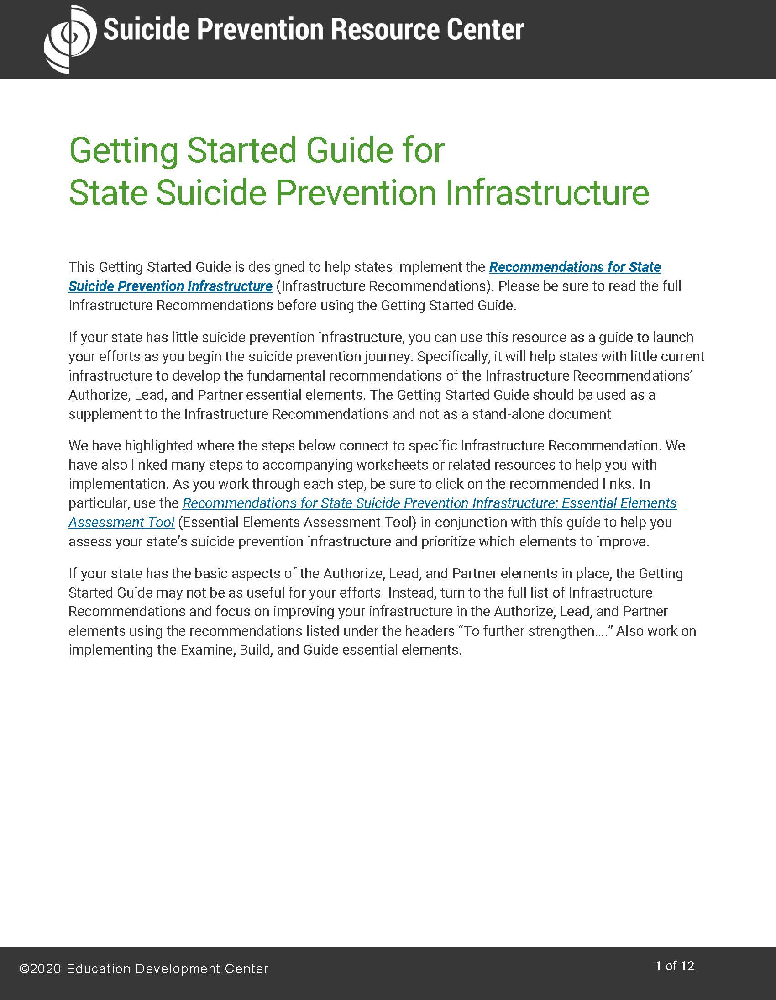 Suicide Prevention Resource Center
Getting Started Guide for
State Suicide Prevention Infrastructure
This Getting Started Guide is designed to help states implement the Recommendations for State
Suicide Prevention Infrastructure (Infrastructure Recommendations). Please be sure to read the full
Infrastructure Recommendations before using the Getting Started Guide.
If your state has little suicide prevention infrastructure, you can use this resource as a guide to launch
your efforts as you begin the suicide prevention journey. Specifically, it will help states with little current
infrastructure to develop the fundamental recommendations of the Infrastructure Recommendations’
Authorize, Lead, and Partner essential elements. The Getting Started Guide should be used as a
supplement to the Infrastructure Recommendations and not as a stand-alone document.
We have highlighted where the steps below connect to specific Infrastructure Recommendation. We
have also linked many steps to accompanying worksheets or related resources to help you with
implementation. As you work through each step, be sure to click on the recommended links. In
particular, use the Recommendations for State Suicide Prevention Infrastructure: Essential Elements
Assessment Tool (Essential Elements Assessment Tool) in conjunction with this guide to help you
assess your state’s suicide prevention infrastructure and prioritize which elements to improve.
If your state has the basic aspects of the Authorize, Lead, and Partner elements in place, the Getting
Started Guide may not be as useful for your efforts. Instead, turn to the full list of Infrastructure
Recommendations and focus on improving your infrastructure in the Authorize, Lead, and Partner
elements using the recommendations listed under the headers “To further strengthen….” Also work on
implementing the Examine, Build, and Guide essential elements.
©2020 Education Development Center
1 of 12